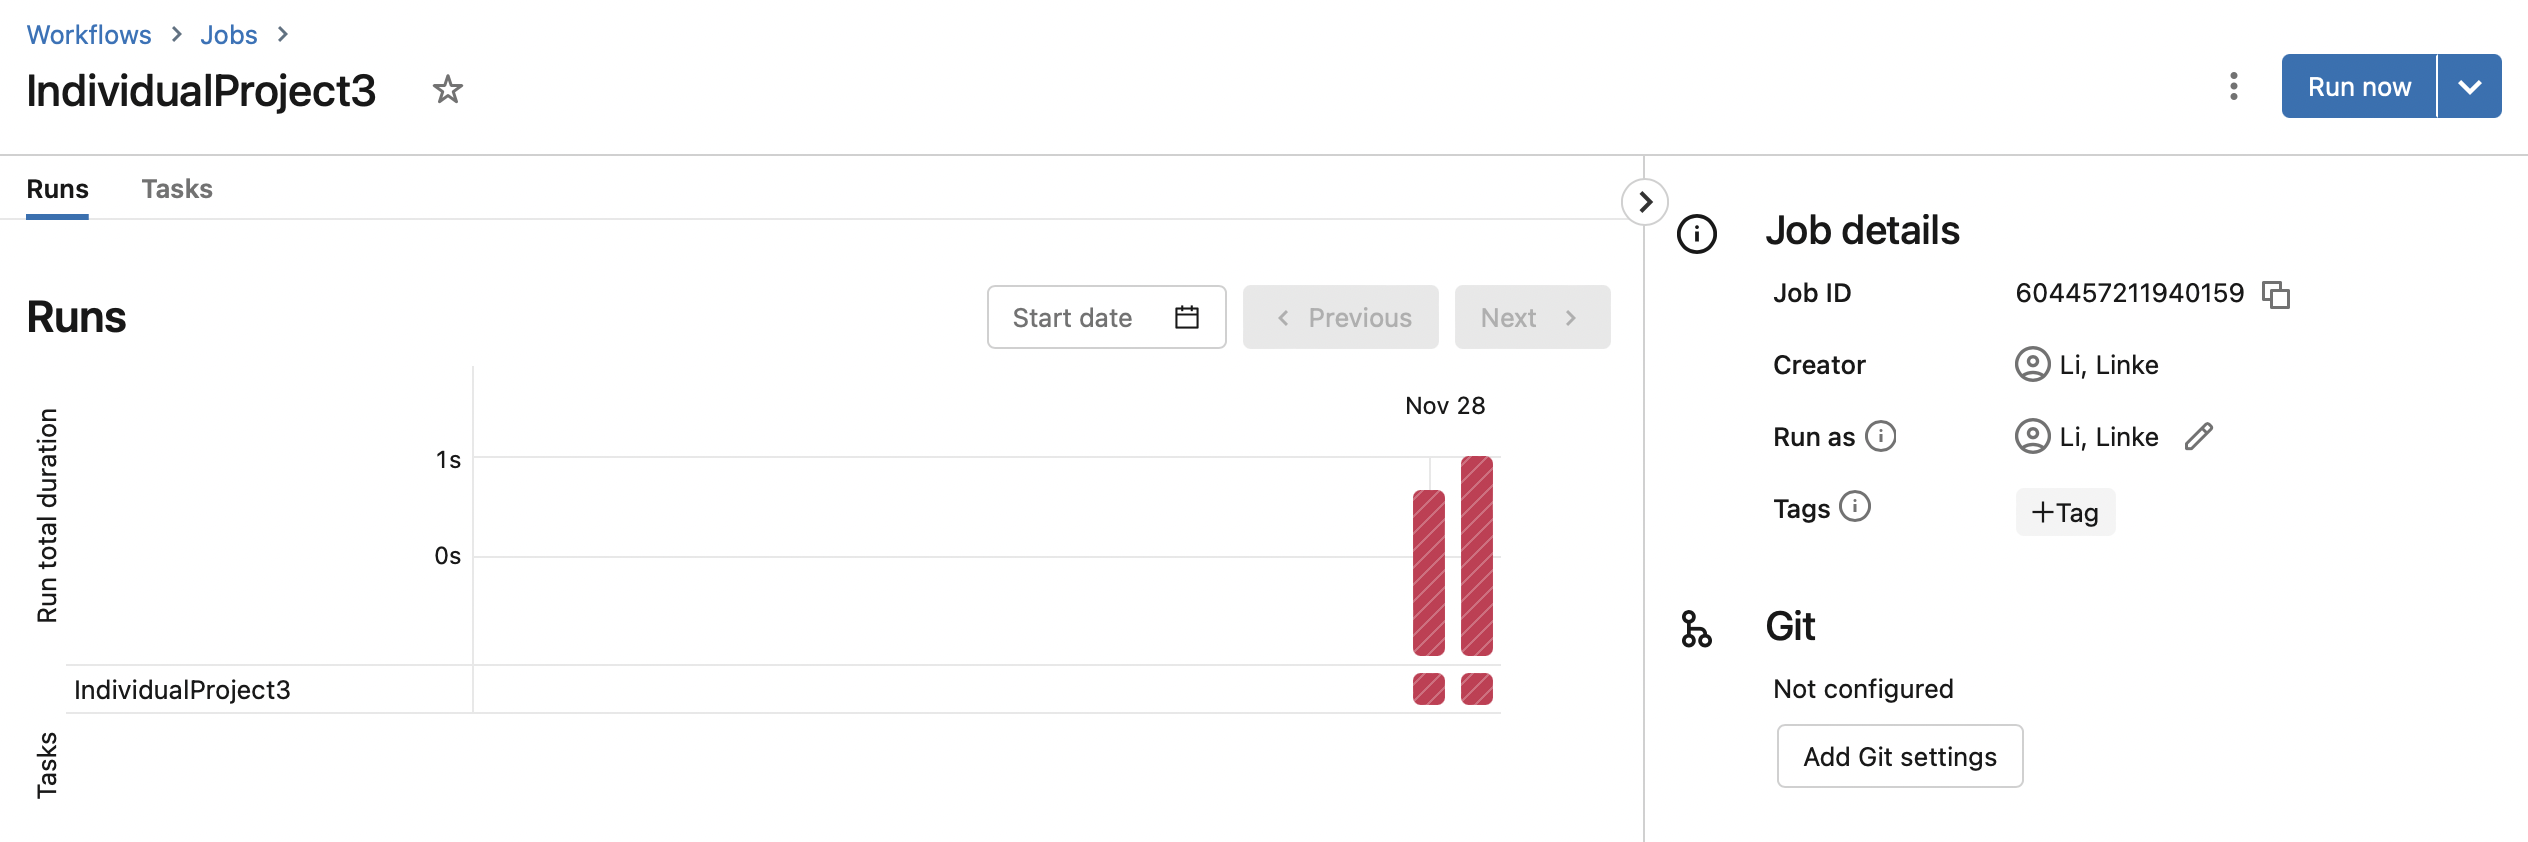 Workflows > Jobs >
IndividualProject3
Run now
Runs Tasks
Runs
Start date
Previous
Next
Nov 28
Run total duration
1s
0s
IndividualProject3
Tasks
Job details
Job ID 604457211940159
Creator Li, Linke
Run as Li, Linke
Tags +Tag
Git
Not configured
Add Git settings